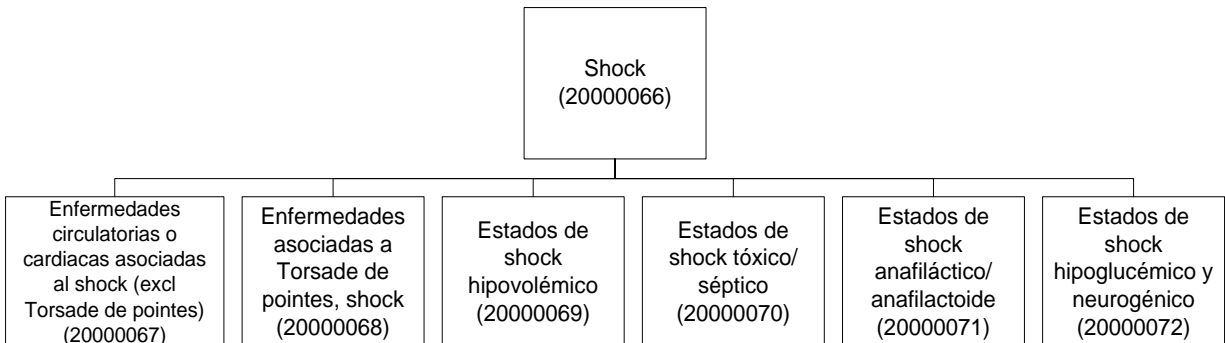 Shock
(20000066)
Enfermedades
circulatorias o
cardiacas asociadas
al shock (excl
Torsade de pointes)
(20000067)
Enfermedades
asociadas a
Torsade de
pointes, shock
(20000068)
Estados de
shock
hipovolémico
(20000069)
Estados de
shock tóxico/
séptico
(20000070)
Estados de
shock
anafiláctico/
anafilactoide
(20000071)
Estados de
shock
hipoglucémico y
neurogénico
(20000072)